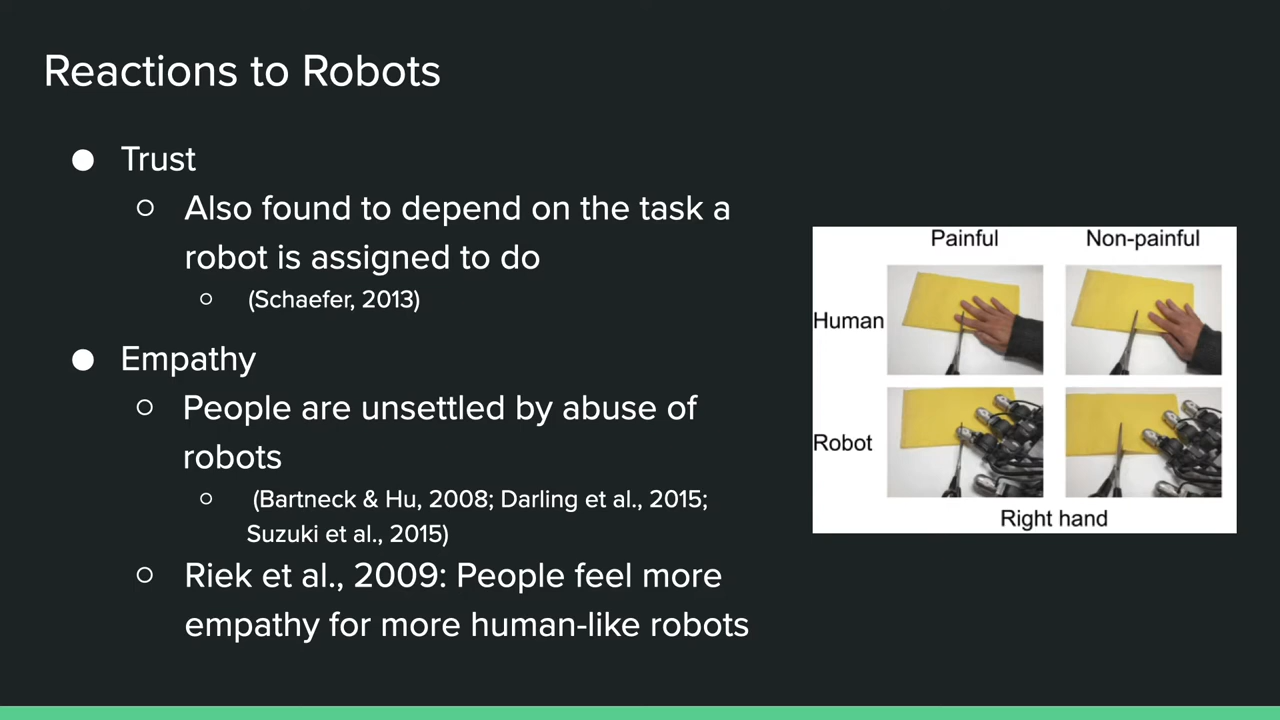 Reactions to Robots
● Trust
○ Also found to depend on the task a
robot is assigned to do
○ (Schaefer, 2013)
● Empathy
○ People are unsettled by abuse of
robots
○ (Bartneck & Hu, 2008; Darling et al., 2015;
Suzuki et al., 2015)
○ Riek et al., 2009: People feel more
empathy for more human-like robots
Painful Non-painful
Human
Robot
Right hand